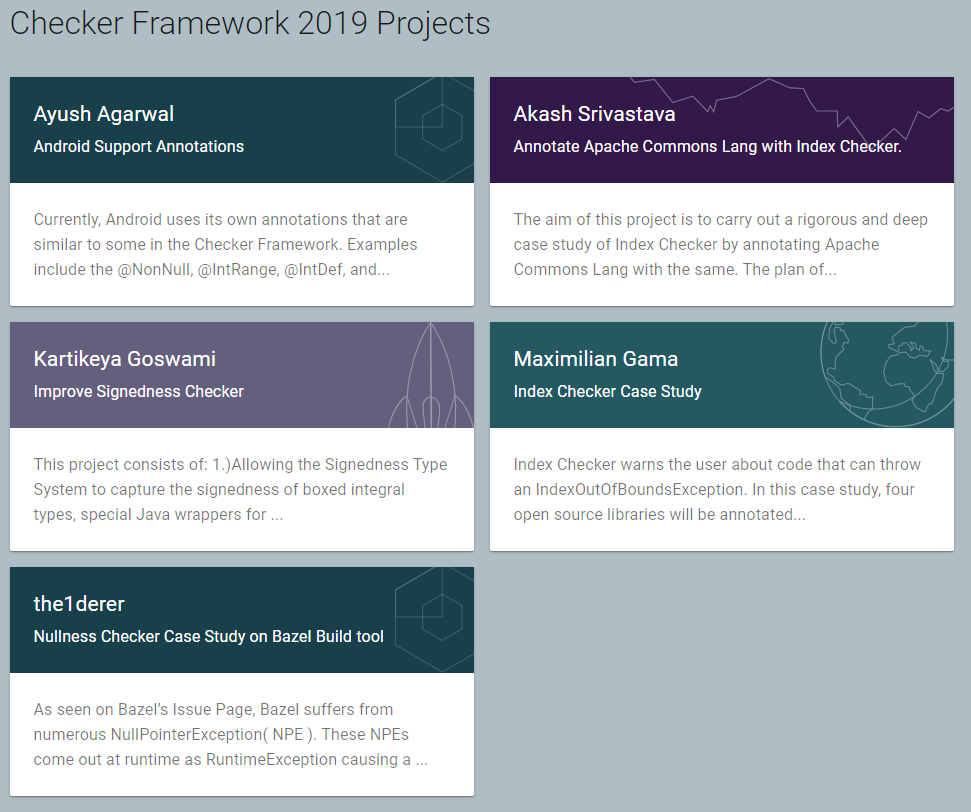 Checker Framework 2019 Projects
Ayush Agarwal
Android Support Annotations
Currently, Android uses its own annotations that are
similar to some in the Checker Framework. Examples
include the @NonNull, @IntRange, @IntDef, and...
Akash Srivastava
Annotate Apache Commons Lang with Index Checker.
The aim of this project is to carry out a rigorous and deep
case study of Index Checker by annotating Apache
Commons Lang with the same. The plan of...
Kartikeya Goswami
Improve Signedness Checker
This project consists of: 1.)Allowing the Signedness Type
System to capture the signedness of boxed integral
types, special Java wrappers for ...
Maximilian Gama
Index Checker Case Study
Index Checker warns the user about code that can throw
an IndexOutOfBoundsException. In this case study, four
open source libraries will be annotated...
the1derer
Nullness Checker Case Study on Bazel Build tool
As seen on Bazel’s Issue Page, Bazel suffers from
numerous NullPointerException( NPE ). These NPEs
come out at runtime as RuntimeException causing a ...